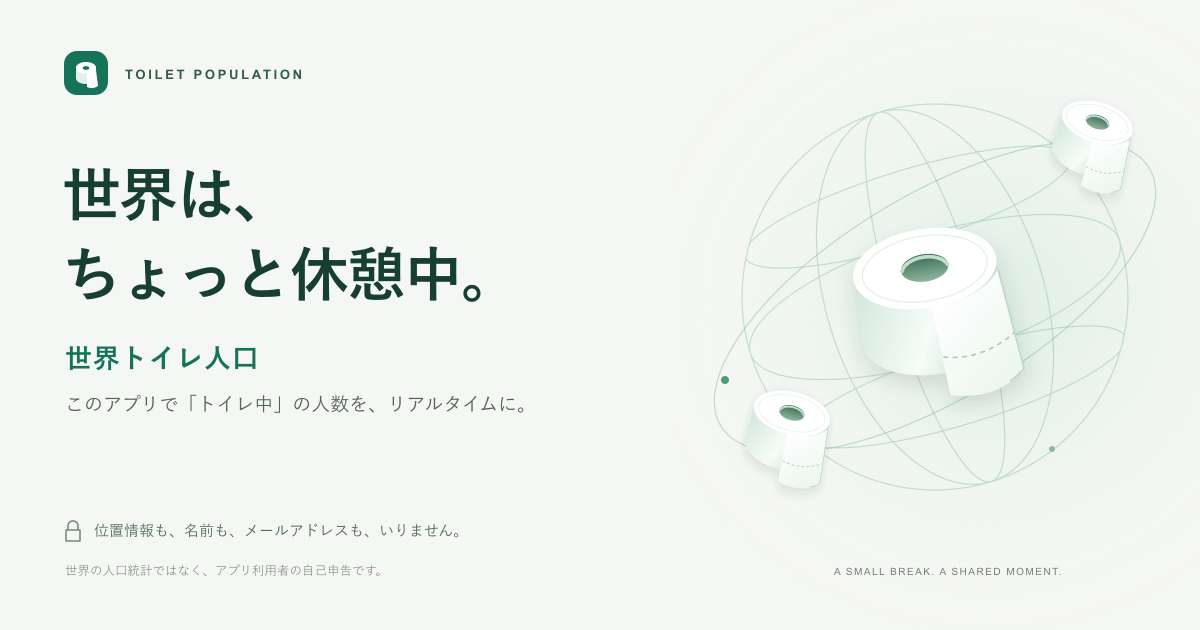 TOILET POPULATION
世界は、
ちょっと休憩中。
世界トイレ人口
このアプリで「トイレ中」の人数を、リアルタイムに。
位置情報も、名前も、メールアドレスも、いりません。
世界の人口統計ではなく、アプリ利用者の自己申告です。
A SMALL BREAK. A SHARED MOMENT.